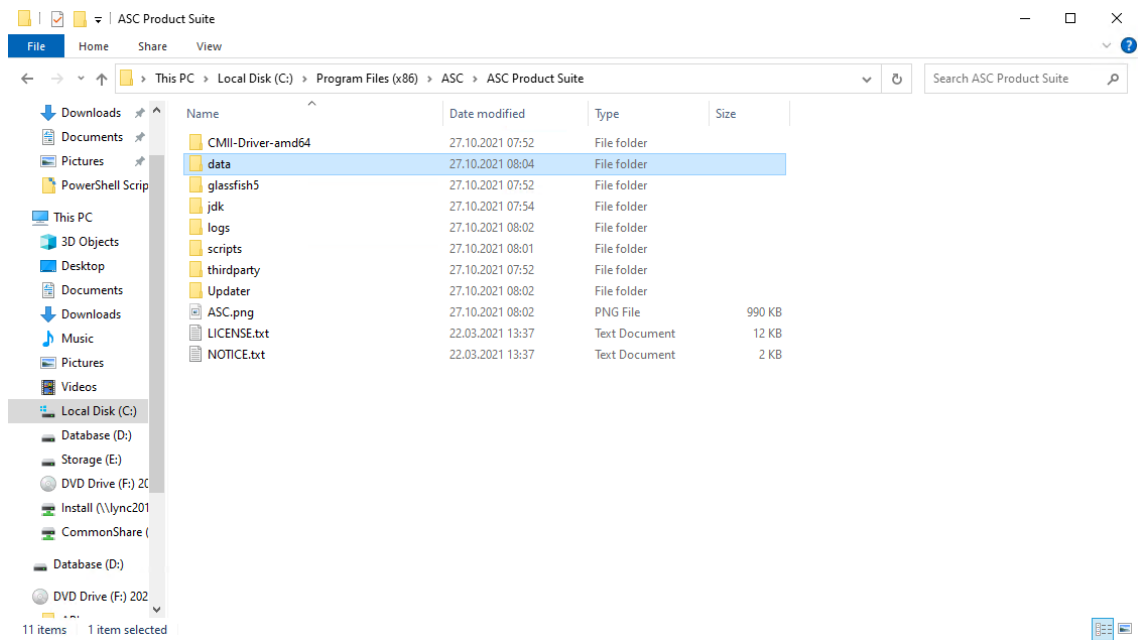 ASC Product Suite
File Home Share View
This PC > Local Disk (C:) > Program Files (x86) > ASC > ASC Product Suite
Search ASC Product Suite
Downloads
Documents
Pictures
PowerShell Scrip
This PC
3D Objects
Desktop
Documents
Downloads
Music
Pictures
Videos
Local Disk (C:)
Database (D:)
Storage (E:)
DVD Drive (F:) 20
Install (\\lync201
CommonShare (
Database (D:)
DVD Drive (F:) 202
Name Date modified Type Size
CMII-Driver-amd64 27.10.2021 07:52 File folder
data 27.10.2021 08:04 File folder
glassfish5 27.10.2021 07:52 File folder
jdk 27.10.2021 07:54 File folder
logs 27.10.2021 08:02 File folder
scripts 27.10.2021 08:01 File folder
thirdparty 27.10.2021 07:52 File folder
Updater 27.10.2021 08:02 File folder
ASC.png 27.10.2021 08:02 PNG File 990 KB
LICENSE.txt 22.03.2021 13:37 Text Document 12 KB
NOTICE.txt 22.03.2021 13:37 Text Document 2 KB
11 items 1 item selected